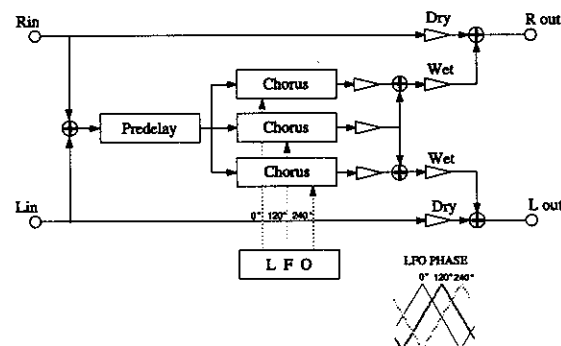 Rin
Dry
R out
Chorus
Wet
Predelay
Chorus
Chorus
Wet
Lin
0° 120° 240°
Dry
L out
L F O
LFO PHASE
0° 120° 240°